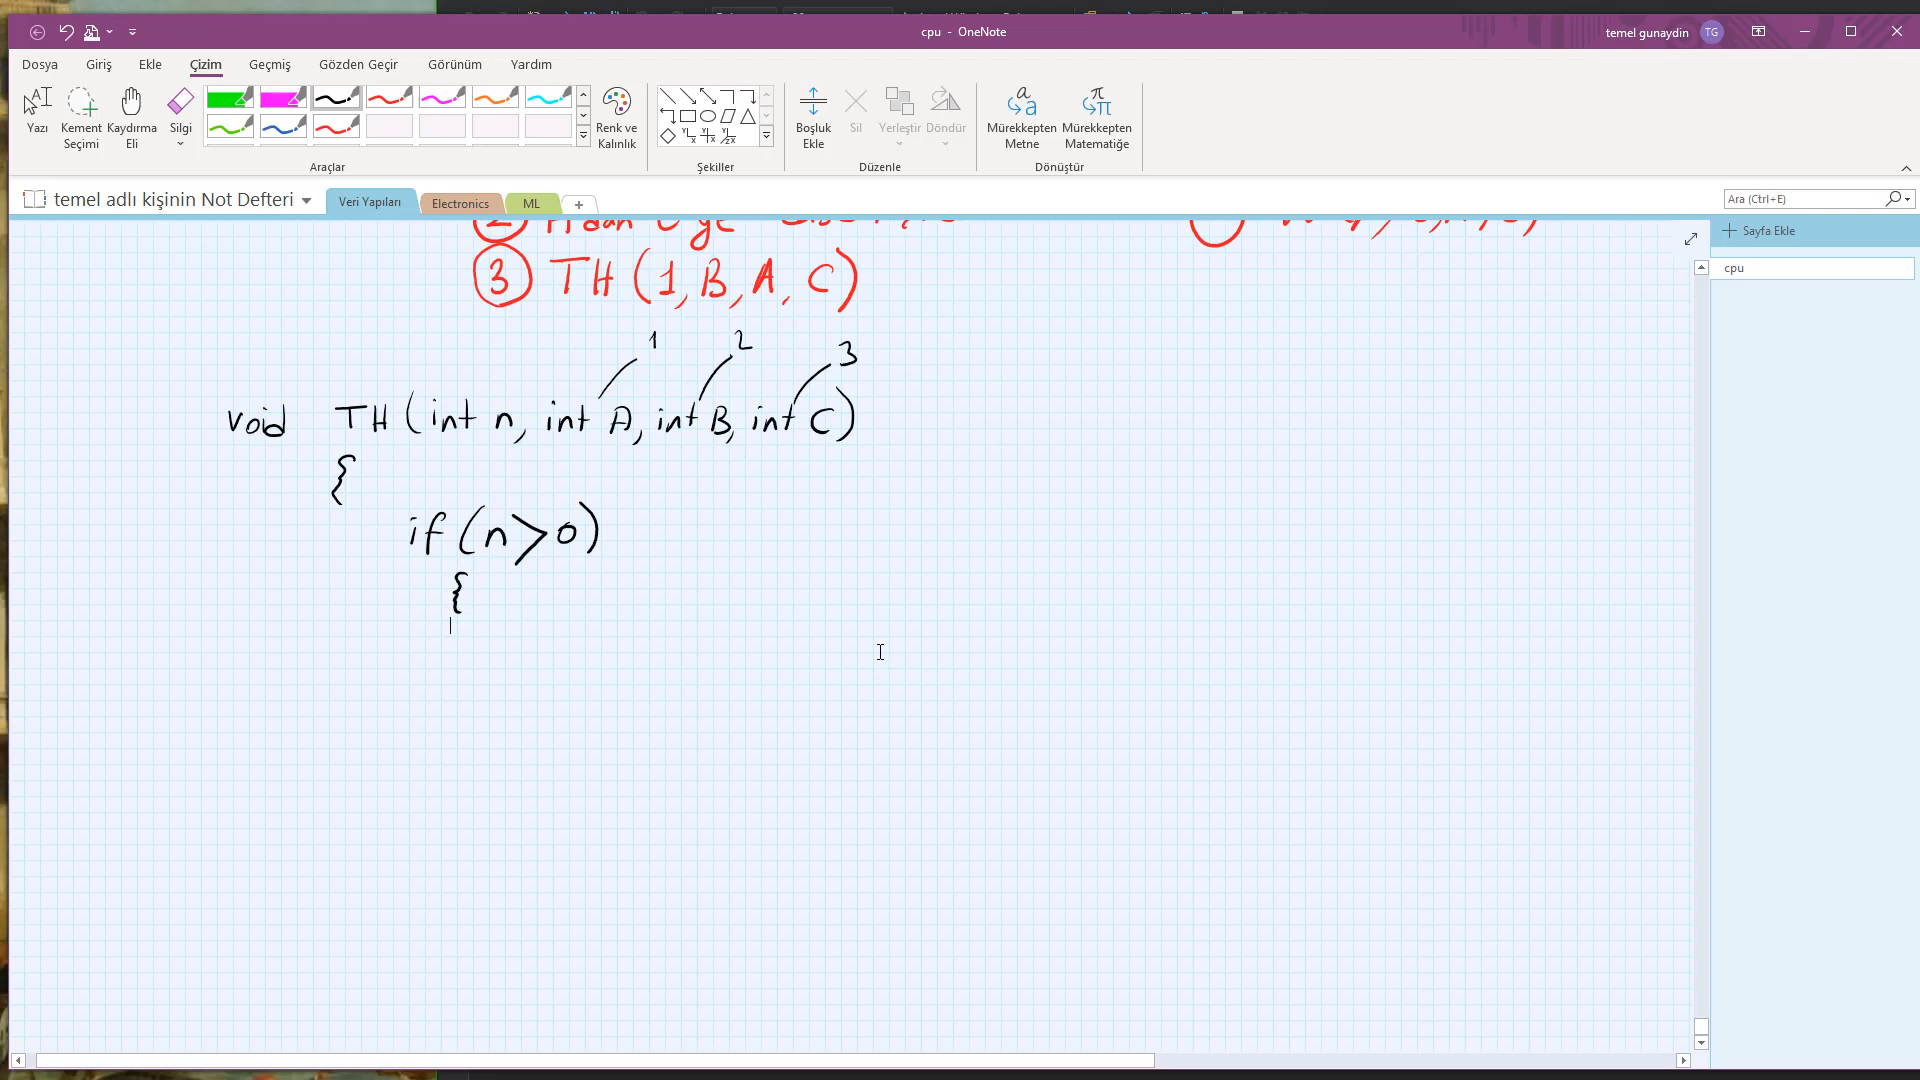 cpu - OneNote
temel gunaydin TG
Dosya Giriş Ekle Çizim Geçmiş Gözden Geçir Görünüm Yardım
Yazı Kement Seçimi Kaydırma Eli Silgi Renk ve Kalınlık Boşluk Ekle Sil Yerleştir Döndür Mürekkepten Metne Mürekkepten Matematiğe
Araçlar Şekiller Düzenle Dönüştür
temel adlı kişinin Not Defteri Veri Yapıları Electronics ML
Ara (Ctrl+E)
Sayfa Ekle
cpu
3 TH (1, B, A, C)
1 2 3
void TH (int n, int A, int B, int C)
{
if (n>0)
{